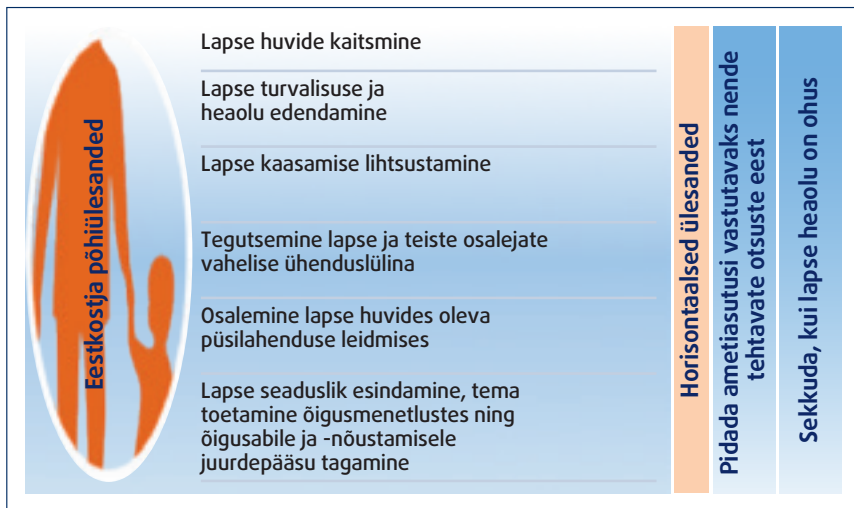 Eestkostja põhiülesanded
Lapse huvide kaitsmine
Lapse turvalisuse ja
heaolu edendamine
Lapse kaasamise lihtsustamine
Tegutsemine lapse ja teiste osalejate
vahelise ühenduslülina
Osalemine lapse huvides oleva
püsilahenduse leidmises
Lapse seaduslik esindamine, tema
toetamine õigusmenetlustes ning
õigusabile ja -nõustamisele
juurdepääsu tagamine
Horisontaalsed ülesanded
Pidada ametiasutusi vastutavaks nende
tehtavate otsuste eest
Sekkuda, kui lapse heaolu on ohus